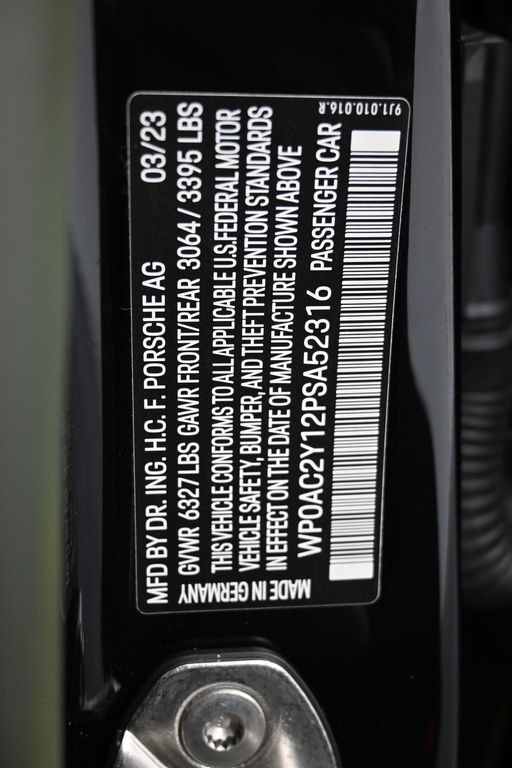 MFD BY DR. ING. H.C. F. PORSCHE AG 03/23
GVWR 6327 LBS GAWR FRONT/REAR 3064 / 3395 LBS
THIS VEHICLE CONFORMS TO ALL APPLICABLE U.S.FEDERAL MOTOR
VEHICLE SAFETY, BUMPER, AND THEFT PREVENTION STANDARDS
IN EFFECT ON THE DATE OF MANUFACTURE SHOWN ABOVE
WP0AC2Y12PSA52316 PASSENGER CAR
MADE IN GERMANY
9J1.010.016.R